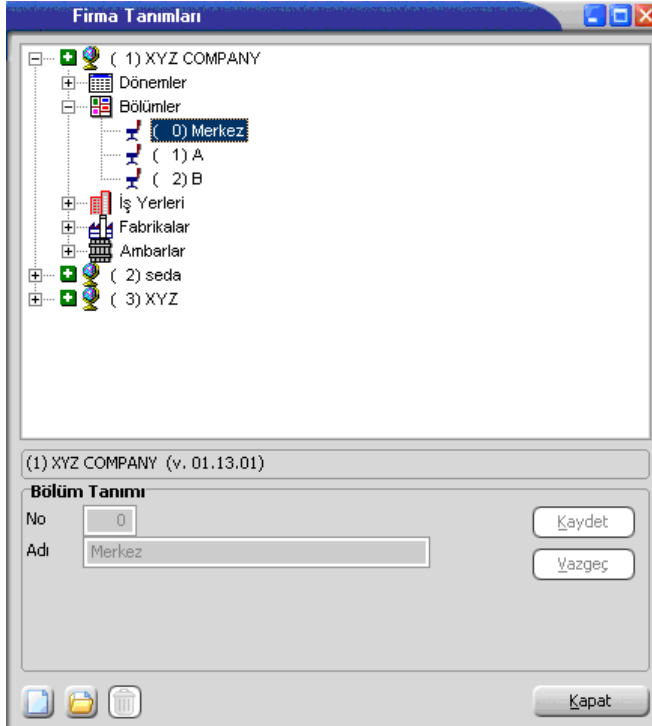 Firma Tanımları
( 1) XYZ COMPANY
Dönemler
Bölümler
( 0) Merkez
( 1) A
( 2) B
İş Yerleri
Fabrikalar
Ambarlar
( 2) seda
( 3) XYZ
(1) XYZ COMPANY (v. 01.13.01)
Bölüm Tanımı
No 0 Kaydet
Adı Merkez Vazgeç
Kapat